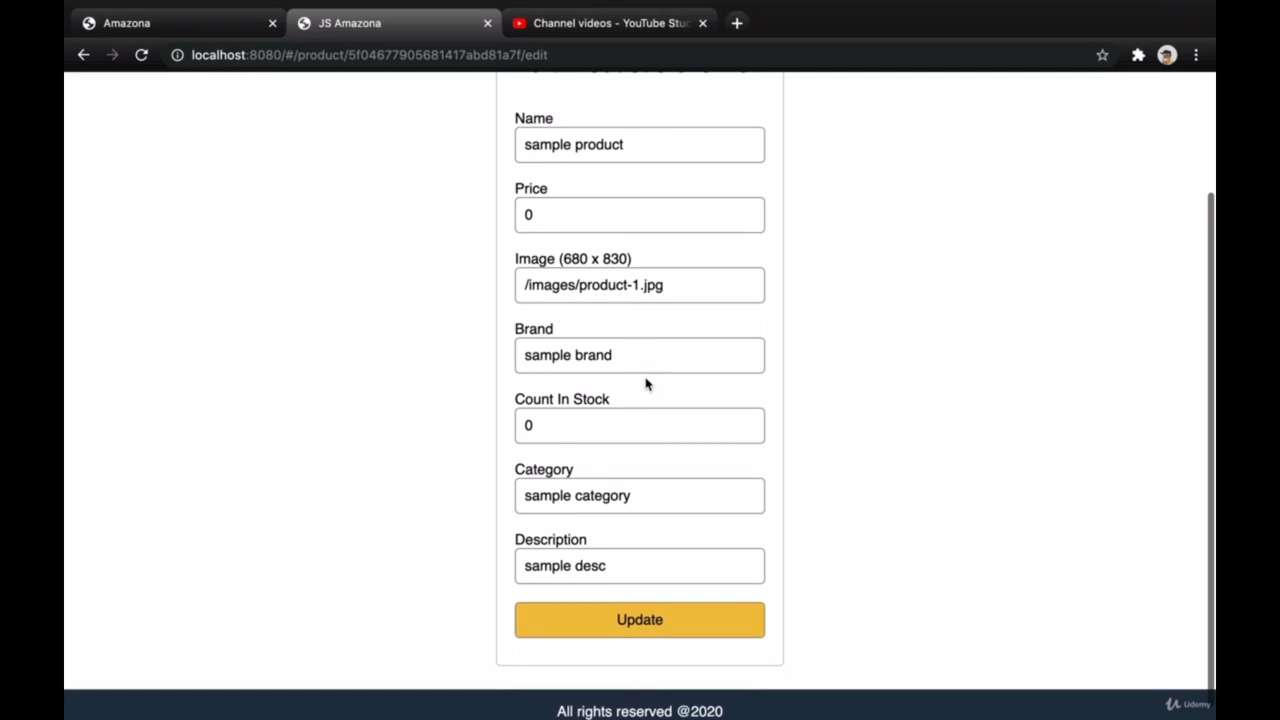 Amazona
JS Amazona
Channel videos - YouTube Stu
localhost:8080/#/product/5f04677905681417abd81a7f/edit
Name
sample product
Price
0
Image (680 x 830)
/images/product-1.jpg
Brand
sample brand
Count In Stock
0
Category
sample category
Description
sample desc
Update
All rights reserved @2020
Udemy